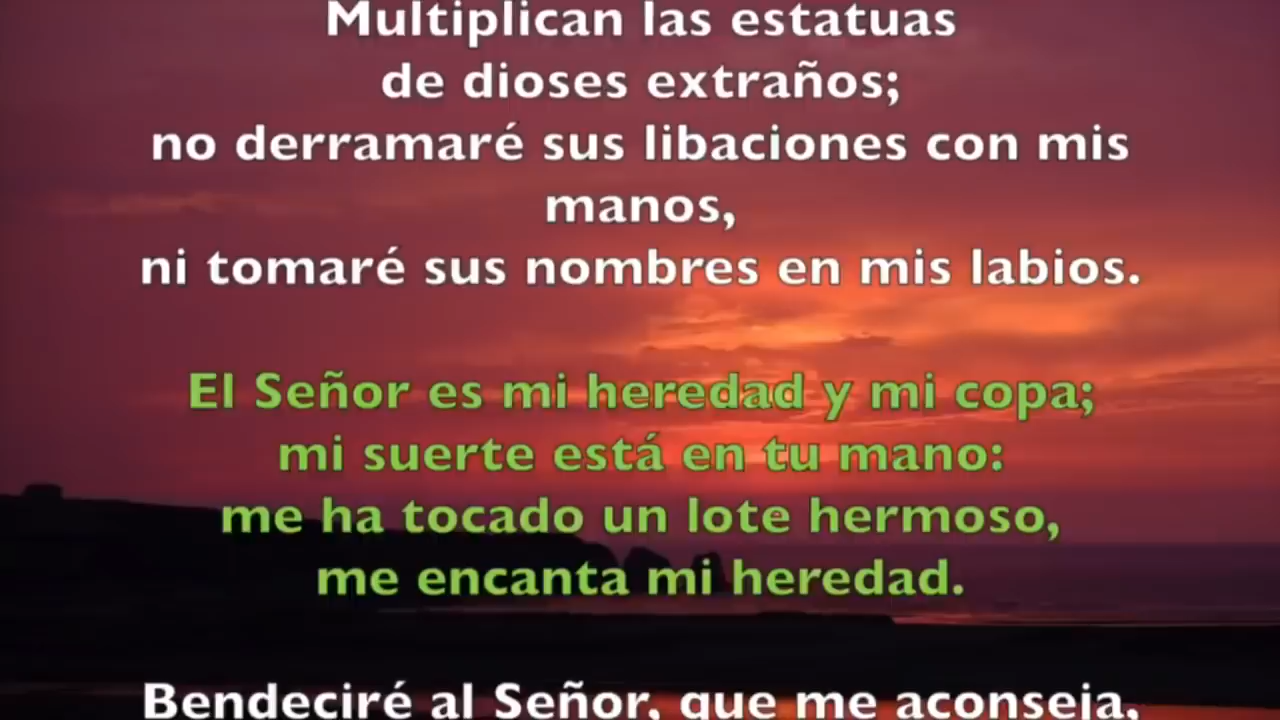 Multiplican las estatuas
de dioses extraños;
no derramaré sus libaciones con mis
manos,
ni tomaré sus nombres en mis labios.
El Señor es mi heredad y mi copa;
mi suerte está en tu mano:
me ha tocado un lote hermoso,
me encanta mi heredad.
Bendeciré al Señor, que me aconseja,